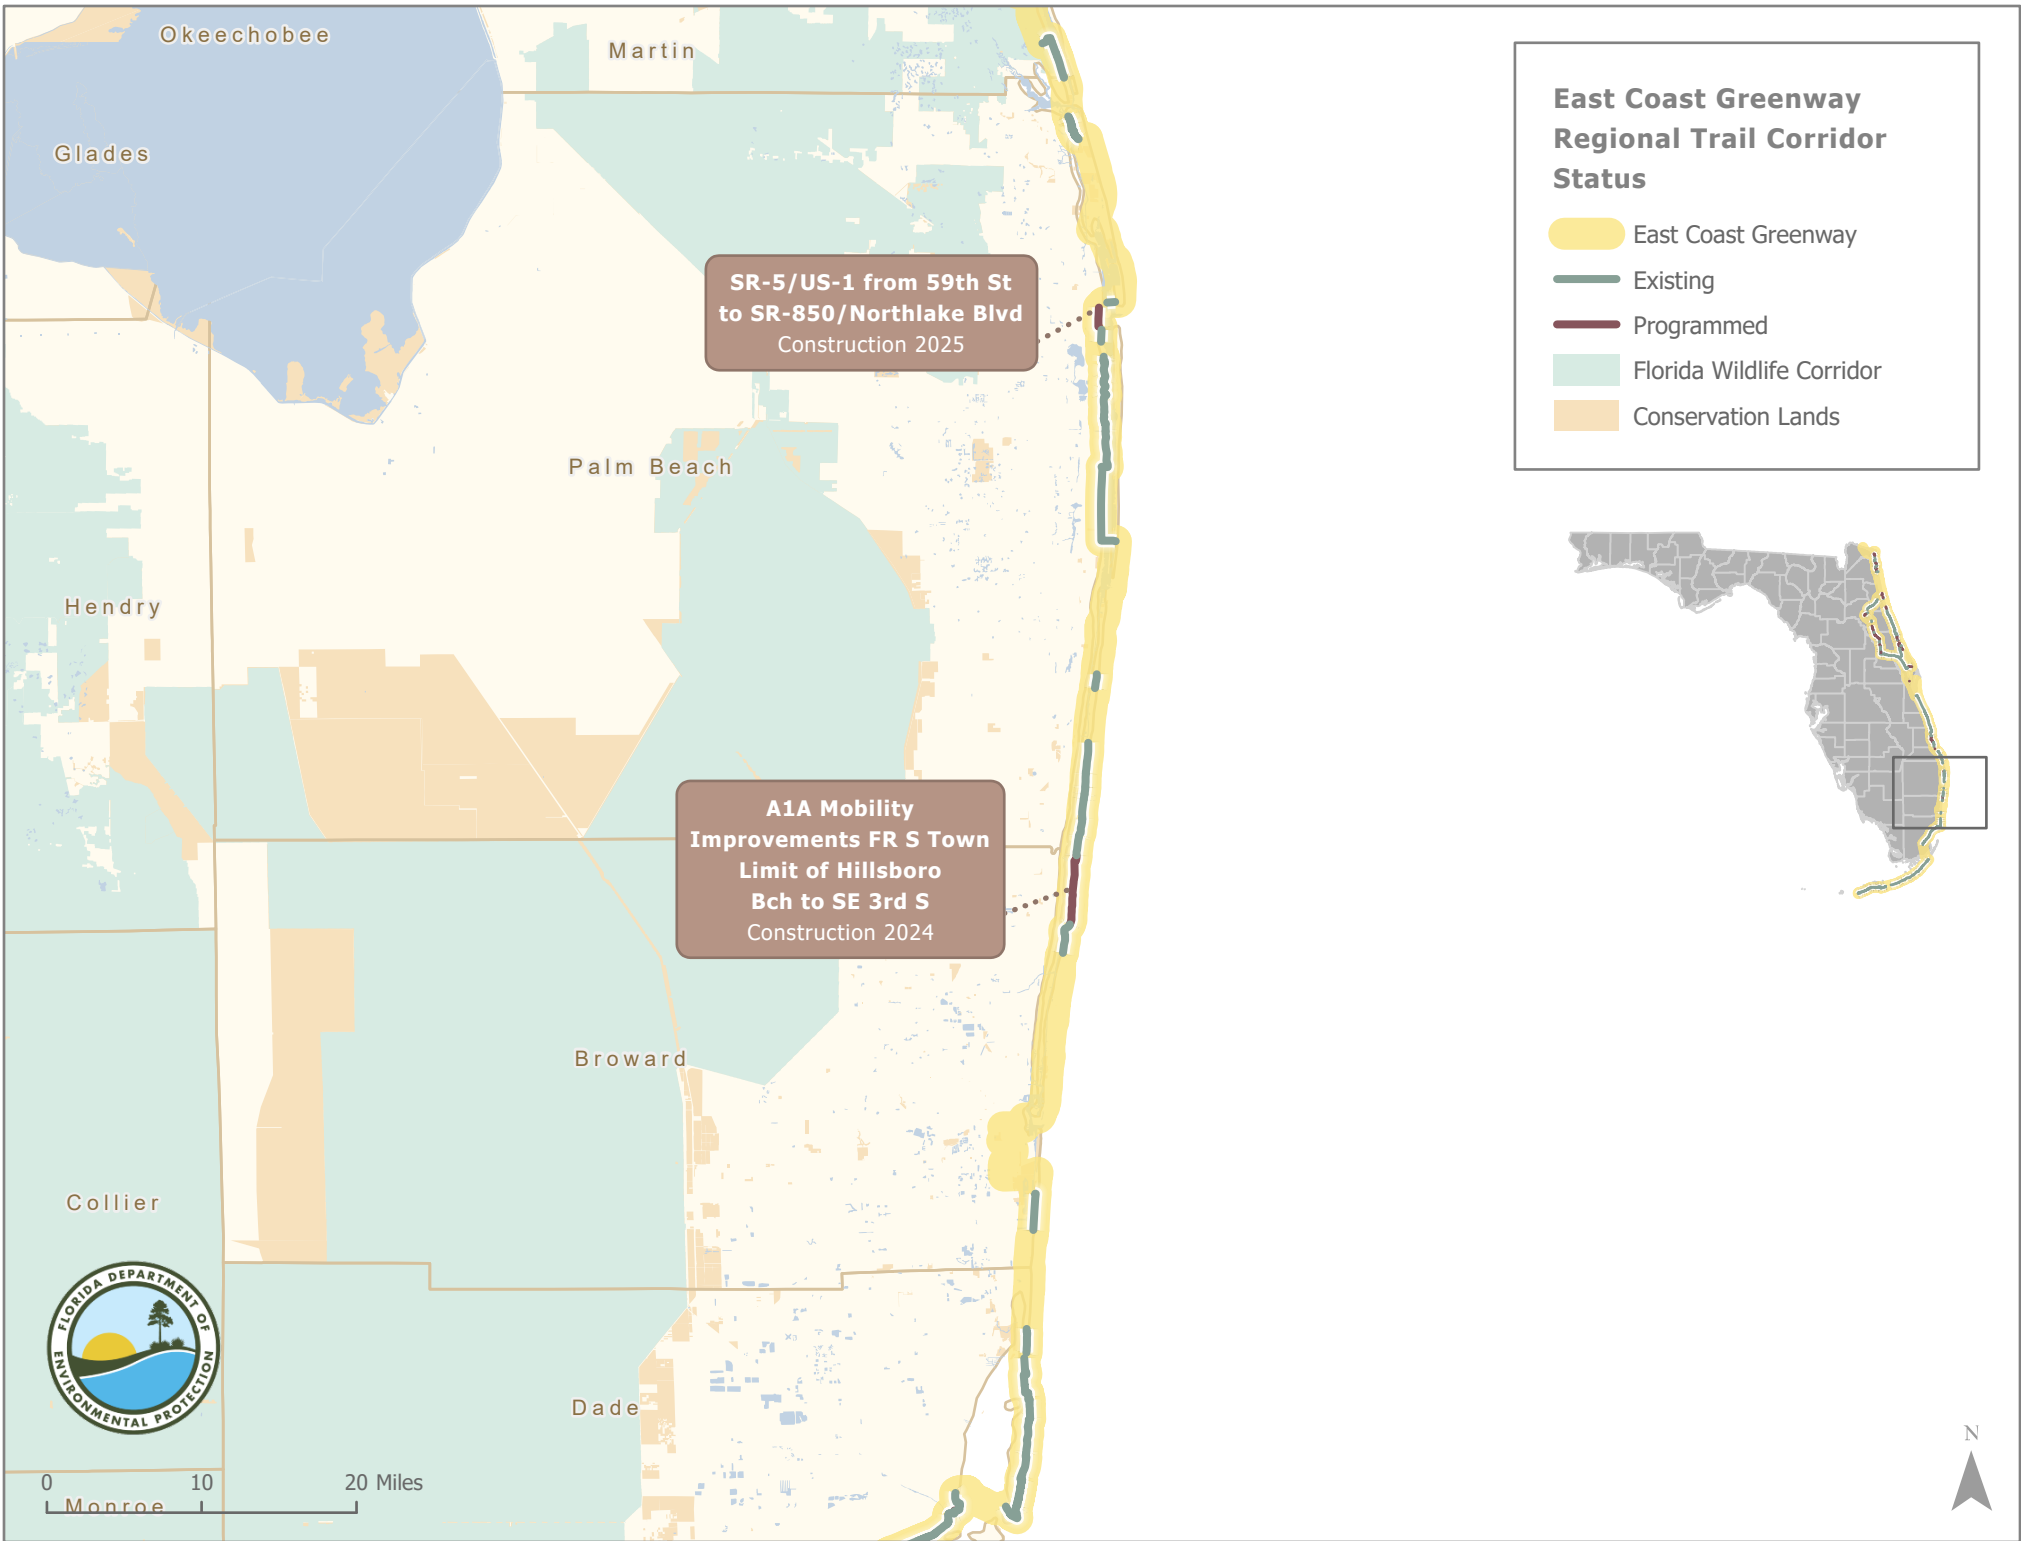 Okeechobee
Martin
Glades
SR-5/US-1 from 59th St
to SR-850/Northlake Blvd
Construction 2025
Palm Beach
Hendry
A1A Mobility
Improvements FR S Town
Limit of Hillsboro
Bch to SE 3rd S
Construction 2024
Broward
Collier
Dade
Monroe
FLORIDA DEPARTMENT OF
ENVIRONMENTAL PROTECTION
0 10 20 Miles
East Coast Greenway
Regional Trail Corridor
Status
East Coast Greenway
Existing
Programmed
Florida Wildlife Corridor
Conservation Lands
N